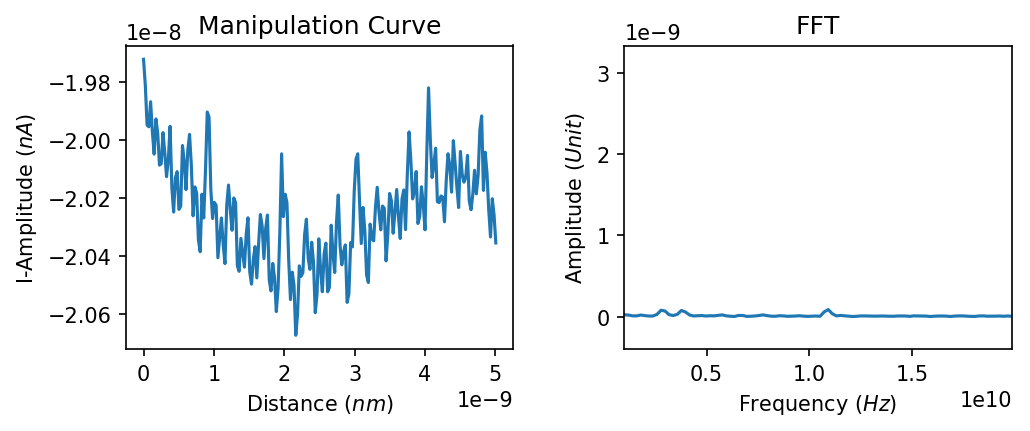 Manipulation Curve
1e−8
−1.98
−2.00
−2.02
−2.04
−2.06
I-Amplitude (nA)
0 1 2 3 4 5
1e−9
Distance (nm)
FFT
1e−9
3
2
1
0
Amplitude (Unit)
0.5 1.0 1.5
1e10
Frequency (Hz)